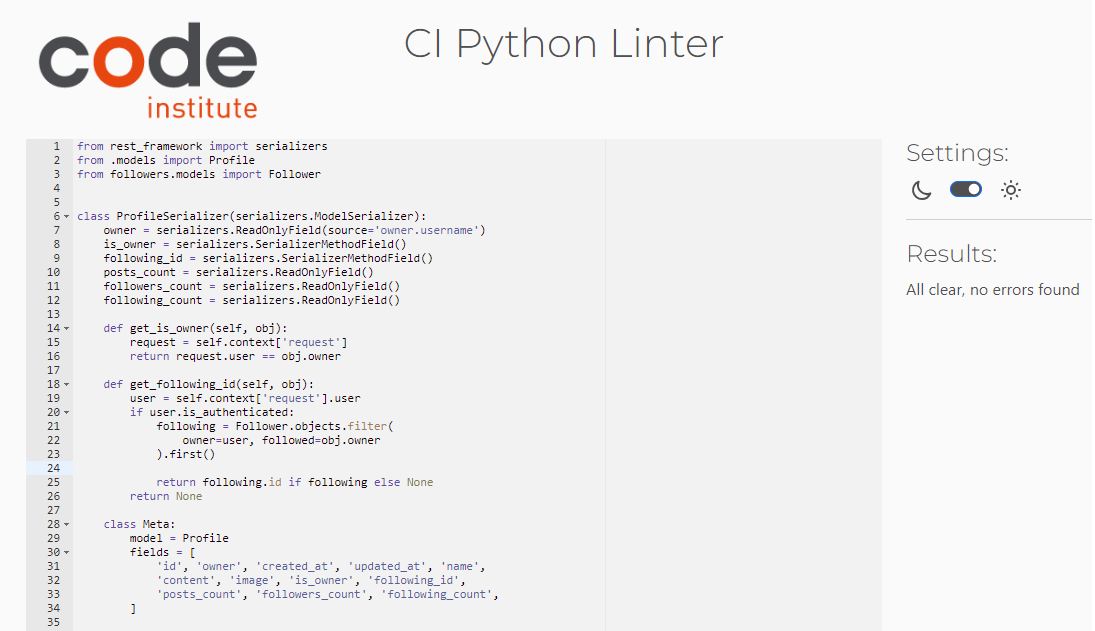 code
institute
CI Python Linter
1 from rest_framework import serializers
2 from .models import Profile
3 from followers.models import Follower
4
5
6 class ProfileSerializer(serializers.ModelSerializer):
7     owner = serializers.ReadOnlyField(source='owner.username')
8     is_owner = serializers.SerializerMethodField()
9     following_id = serializers.SerializerMethodField()
10     posts_count = serializers.ReadOnlyField()
11     followers_count = serializers.ReadOnlyField()
12     following_count = serializers.ReadOnlyField()
13
14     def get_is_owner(self, obj):
15         request = self.context['request']
16         return request.user == obj.owner
17
18     def get_following_id(self, obj):
19         user = self.context['request'].user
20         if user.is_authenticated:
21             following = Follower.objects.filter(
22                 owner=user, followed=obj.owner
23             ).first()
24
25             return following.id if following else None
26         return None
27
28     class Meta:
29         model = Profile
30         fields = [
31             'id', 'owner', 'created_at', 'updated_at', 'name',
32             'content', 'image', 'is_owner', 'following_id',
33             'posts_count', 'followers_count', 'following_count',
34         ]
35
Settings:
Results:
All clear, no errors found